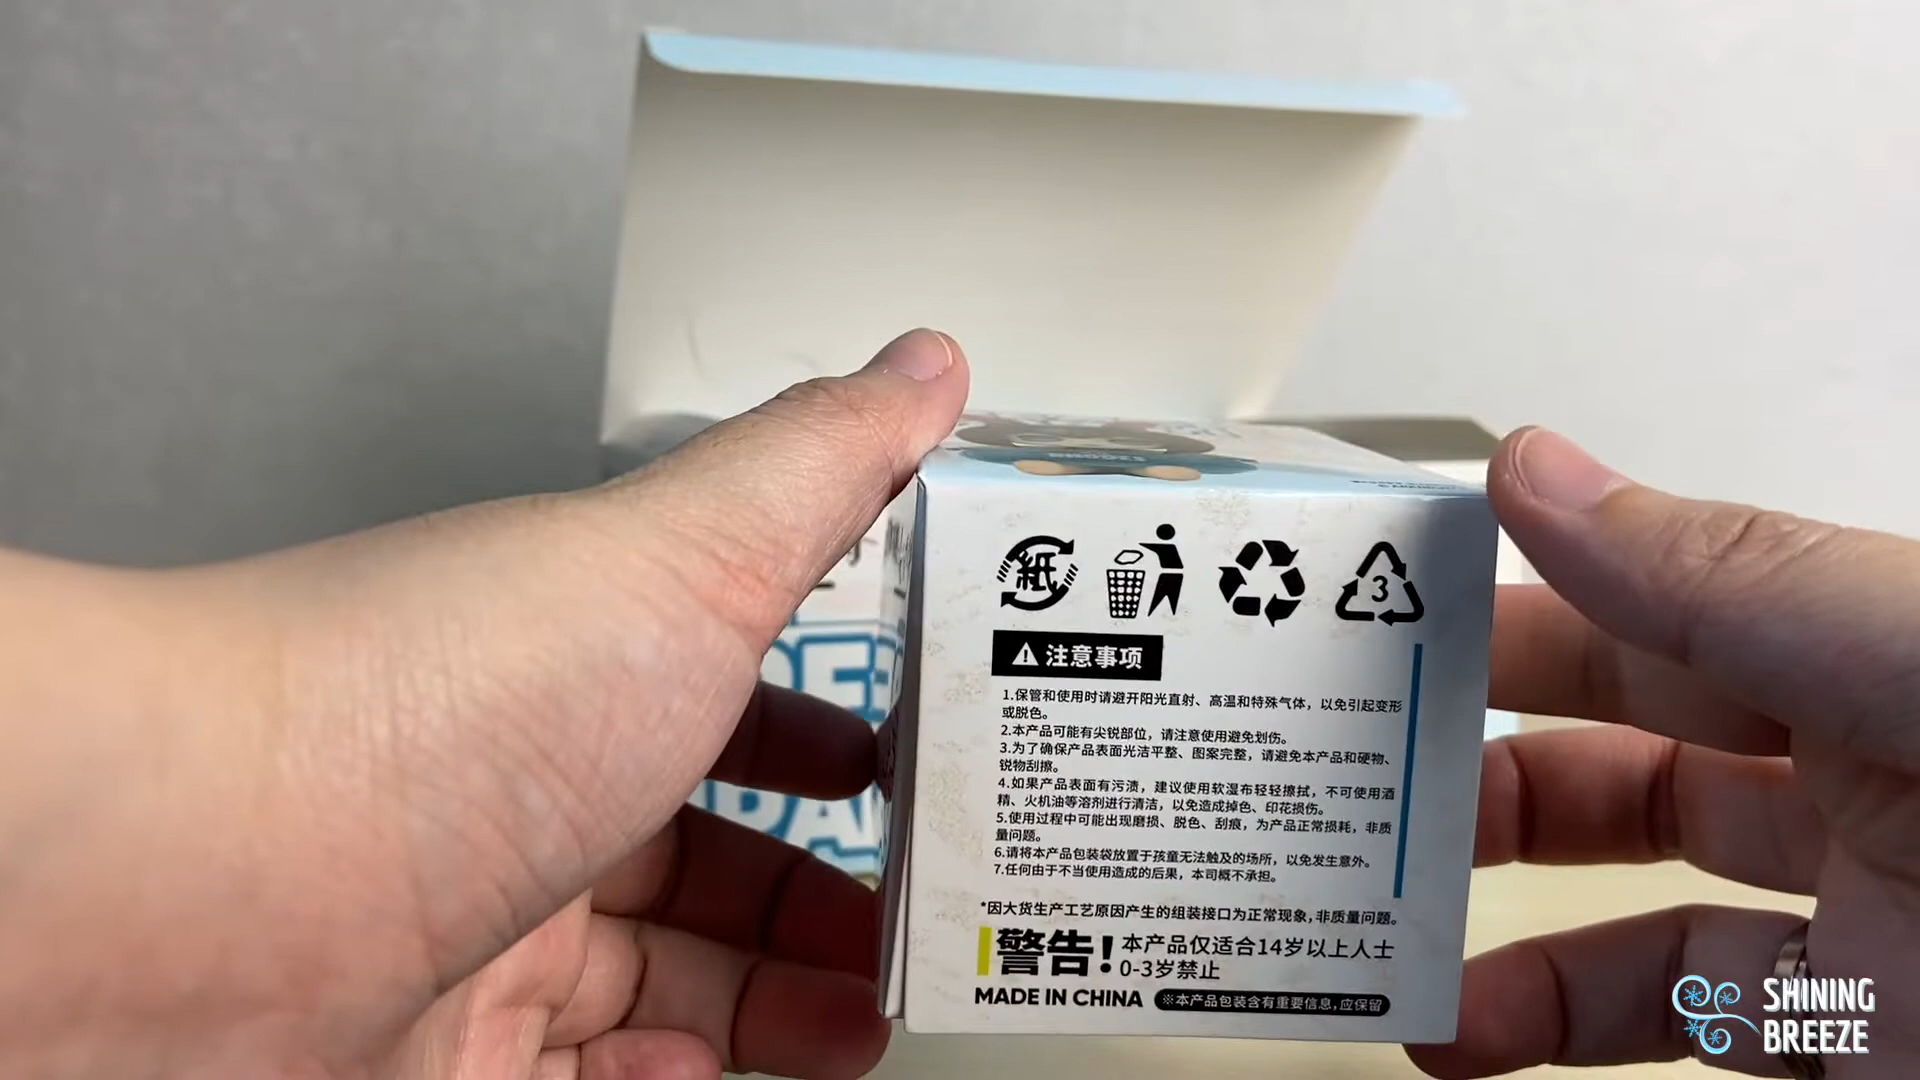 紙
3
注意事项
1.保管和使用时请避开阳光直射、高温和特殊气体，以免引起变形
或脱色。
2.本产品可能有尖锐部位，请注意使用避免划伤。
3.为了确保产品表面光洁平整、图案完整，请避免本产品和硬物、
锐物刮擦。
4.如果产品表面有污渍，建议使用软湿布轻轻擦拭，不可使用酒
精、火机油等溶剂进行清洁，以免造成掉色、印花损伤。
5.使用过程中可能出现磨损、脱色、刮痕，为产品正常损耗，非质
量问题。
6.请将本产品包装袋放置于孩童无法触及的场所，以免发生意外。
7.任何由于不当使用造成的后果，本司概不承担。
*因大货生产工艺原因产生的组装接口为正常现象，非质量问题。
警告！本产品仅适合14岁以上人士
0-3岁禁止
MADE IN CHINA ※本产品包装含有重要信息，应保留
SHINING
BREEZE